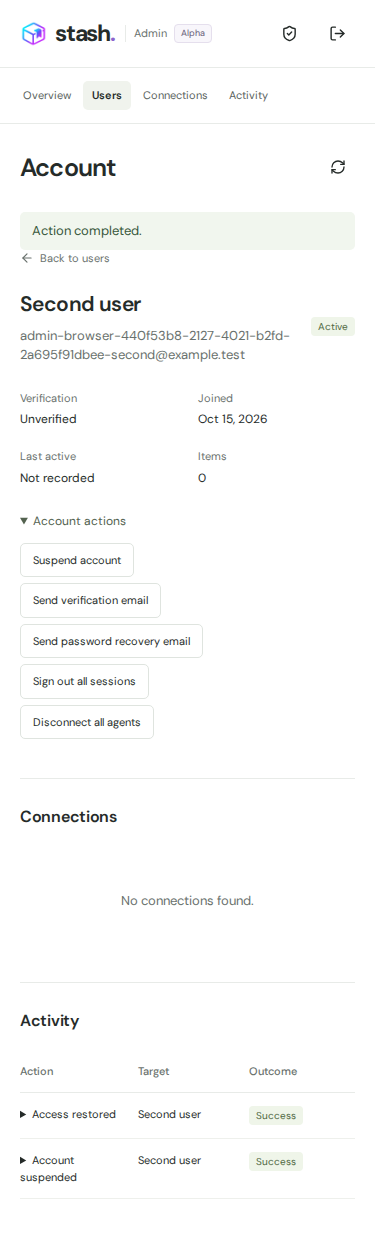 stash. Admin Alpha
Overview Users Connections Activity
Account
Action completed.
Back to users
Second user
admin-browser-440f53b8-2127-4021-b2fd-
2a695f91dbee-second@example.test
Active
Verification Joined
Unverified Oct 15, 2026
Last active Items
Not recorded 0
Account actions
Suspend account
Send verification email
Send password recovery email
Sign out all sessions
Disconnect all agents
Connections
No connections found.
Activity
Action Target Outcome
Access restored Second user Success
Account Second user Success
suspended